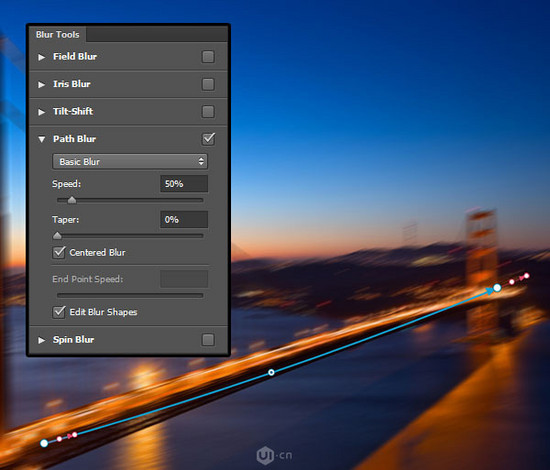 Blur Tools
Field Blur
Iris Blur
Tilt-Shift
Path Blur
Basic Blur
Speed: 50%
Taper: 0%
Centered Blur
End Point Speed:
Edit Blur Shapes
Spin Blur
UI·cn